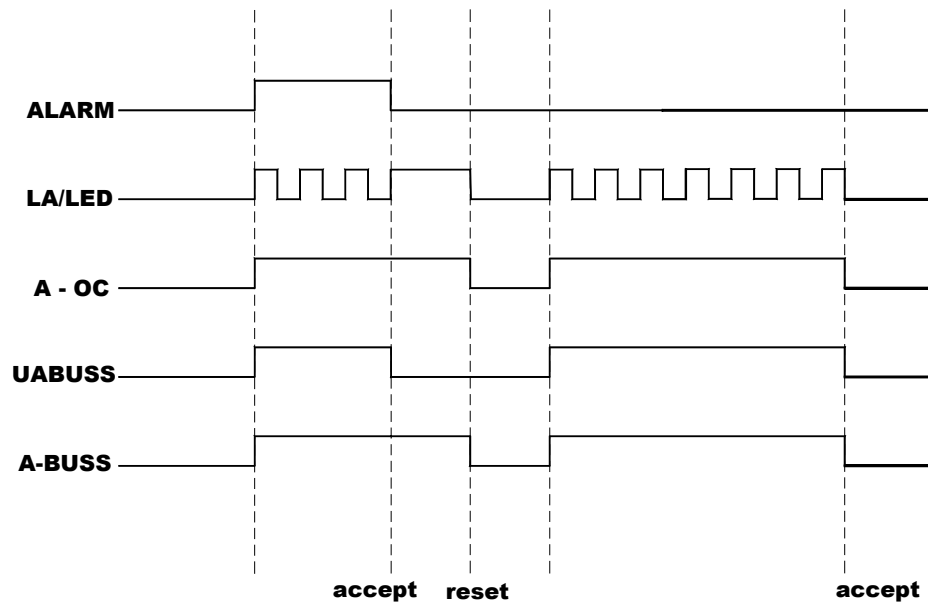 ALARM
LA/LED
A - OC
UABUSS
A-BUSS
accept reset accept